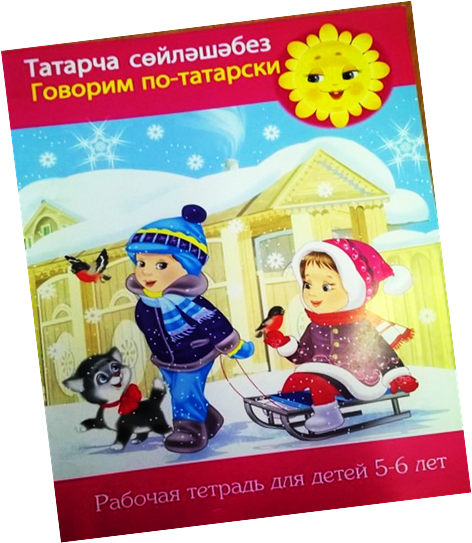 Татарча сөйләшәбез
Говорим по-татарски
Рабочая тетрадь для детей 5-6 лет